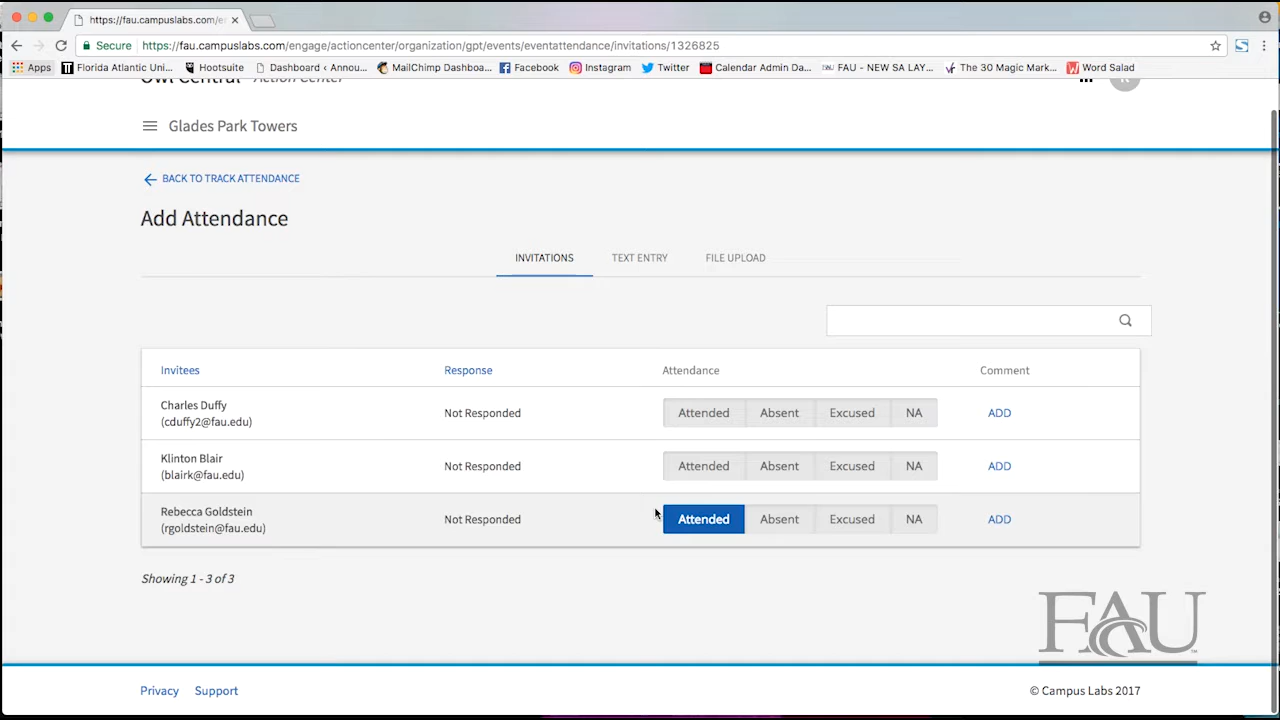 https://fau.campuslabs.com/e
Secure https://fau.campuslabs.com/engage/actioncenter/organization/gpt/events/eventattendance/invitations/1326825
Apps Florida Atlantic Uni... Hootsuite Dashboard ‹ Annou... MailChimp Dashboa... Facebook Instagram Twitter Calendar Admin Da... FAU - NEW SA LAY... The 30 Magic Mark... Word Salad
Owl Central Action Center
Glades Park Towers
BACK TO TRACK ATTENDANCE
Add Attendance
INVITATIONS TEXT ENTRY FILE UPLOAD
Invitees Response Attendance Comment
Charles Duffy
(cduffy2@fau.edu) Not Responded Attended Absent Excused NA ADD
Klinton Blair
(blairk@fau.edu) Not Responded Attended Absent Excused NA ADD
Rebecca Goldstein
(rgoldstein@fau.edu) Not Responded Attended Absent Excused NA ADD
Showing 1 - 3 of 3
FAU
Privacy Support © Campus Labs 2017